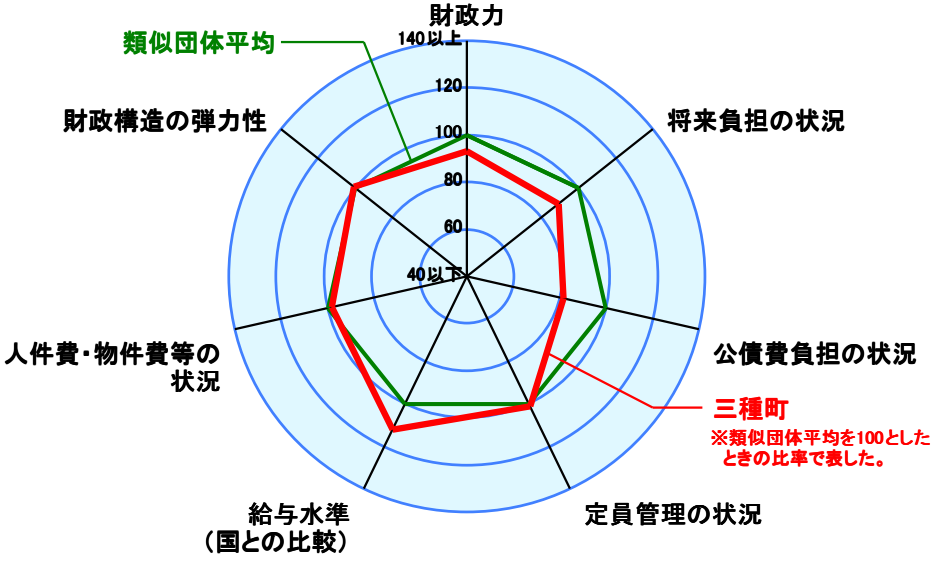 財政力
140以上
類似団体平均
120
財政構造の弾力性
将来負担の状況
100
80
60
40以下
人件費・物件費等の
状況
公債費負担の状況
三種町
※類似団体平均を100とした
ときの比率で表した。
給与水準
（国との比較）
定員管理の状況